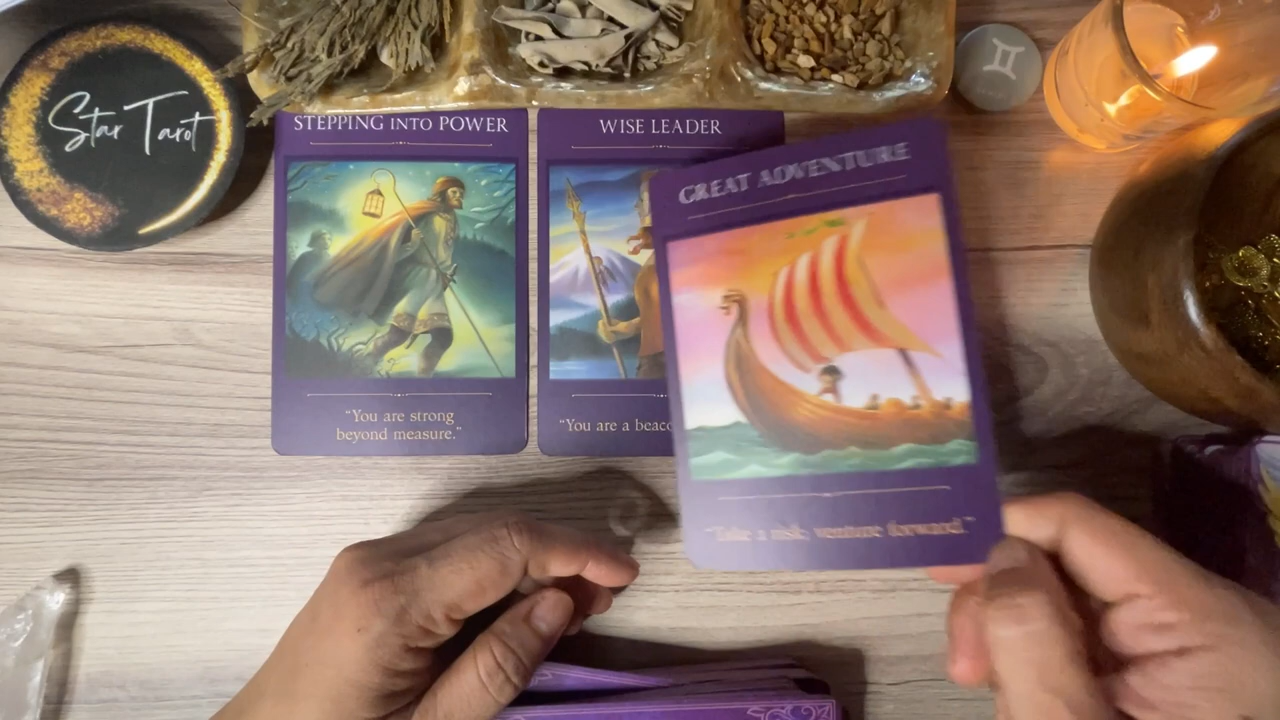 Star Tarot
STEPPING INTO POWER
WISE LEADER
GREAT ADVENTURE
"You are strong
beyond measure."
"You are a beaco
"Take a risk; venture forward."